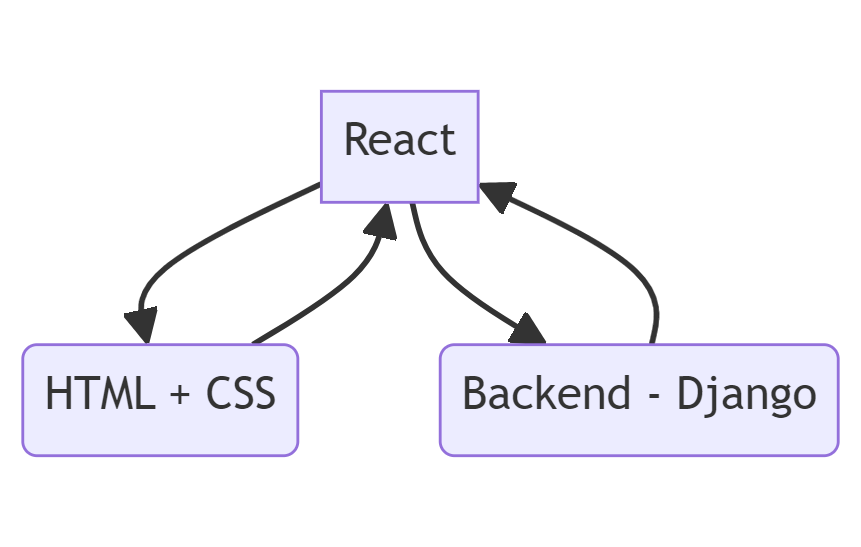 React
HTML + CSS
Backend - Django